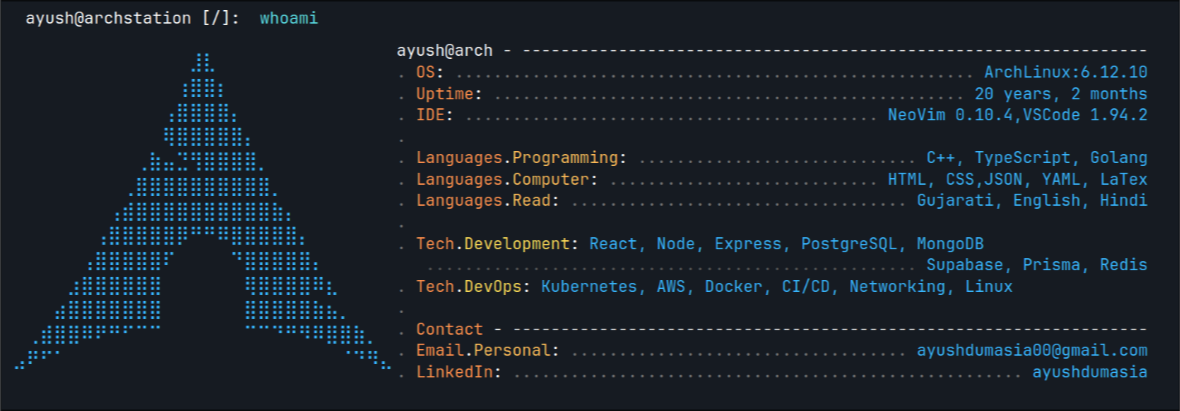 ayush@archstation [/]: whoami
ayush@arch - -----------------------------------------------------------------
. OS: ...................................................... ArchLinux:6.12.10
. Uptime: ................................................. 20 years, 2 months
. IDE: ........................................... NeoVim 0.10.4,VSCode 1.94.2
.
. Languages.Programming: ............................. C++, TypeScript, Golang
. Languages.Computer: ............................ HTML, CSS,JSON, YAML, LaTex
. Languages.Read: ................................... Gujarati, English, Hindi
.
. Tech.Development: React, Node, Express, PostgreSQL, MongoDB
................................................... Supabase, Prisma, Redis
. Tech.DevOps: Kubernetes, AWS, Docker, CI/CD, Networking, Linux
.
. Contact - ------------------------------------------------------------------
. Email.Personal: ................................... ayushdumasia00@gmail.com
. LinkedIn: ..................................................... ayushdumasia